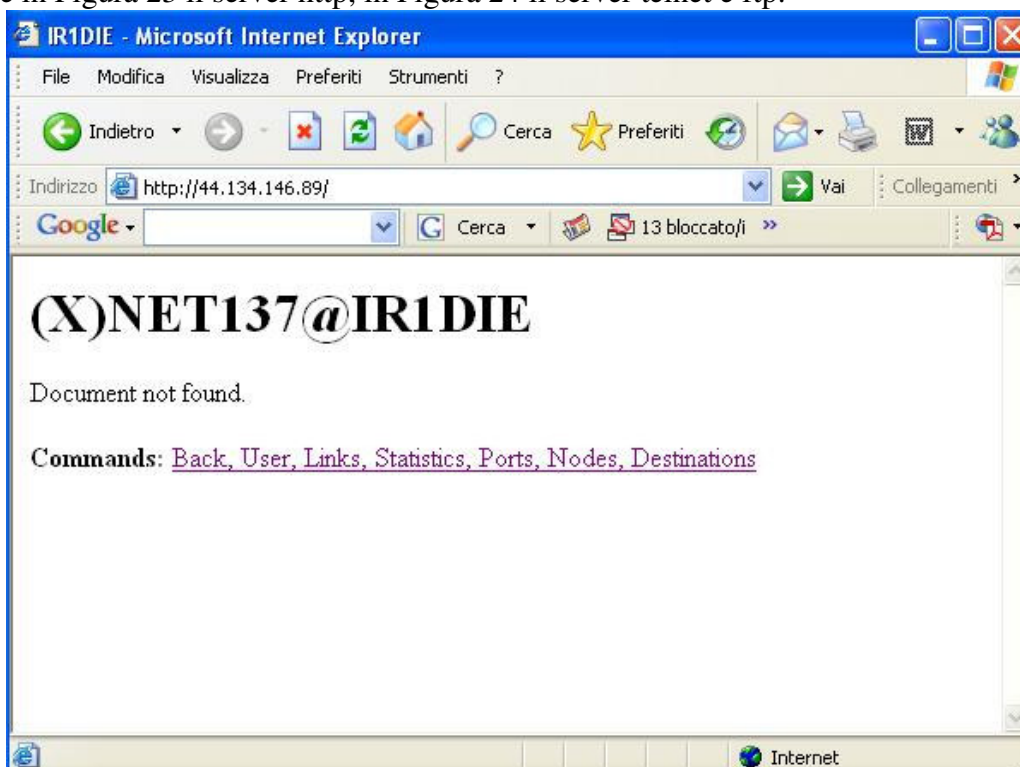 e in Figura 23 il server http, in Figura 24 il server telnet e ftp.
IR1DIE - Microsoft Internet Explorer
File Modifica Visualizza Preferiti Strumenti ?
Indietro Cerca Preferiti
Indirizzo http://44.134.146.89/ Vai Collegamenti »
Google Cerca 13 bloccato/i »
(X)NET137@IR1DIE
Document not found.
Commands: Back, User, Links, Statistics, Ports, Nodes, Destinations
Internet